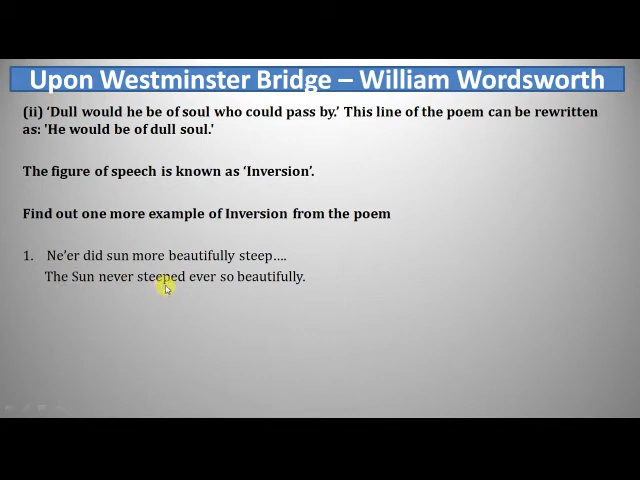 Upon Westminster Bridge – William Wordsworth
(ii) ‘Dull would he be of soul who could pass by.’ This line of the poem can be rewritten
as: 'He would be of dull soul.'
The figure of speech is known as ‘Inversion’.
Find out one more example of Inversion from the poem
1. Ne’er did sun more beautifully steep….
The Sun never steeped ever so beautifully.